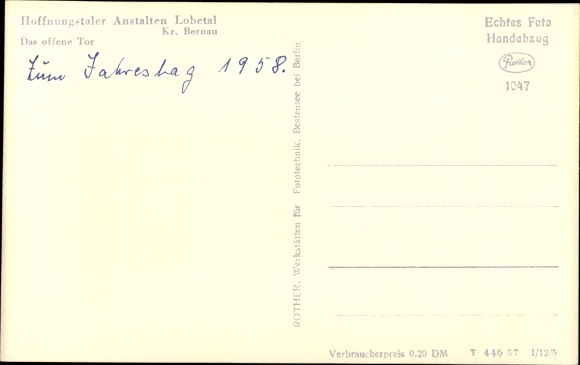 Hoffnungstaler Anstalten Lobetal
Kr. Bernau
Das offene Tor
Zum Jahrestag 1958.
ROTHER, Werkstätten für Fototechnik, Bestensee bei Berlin
Echtes Foto
Handabzug
Rother
1047
Verbraucherpreis 0.20 DM T 446 57 I/12/5